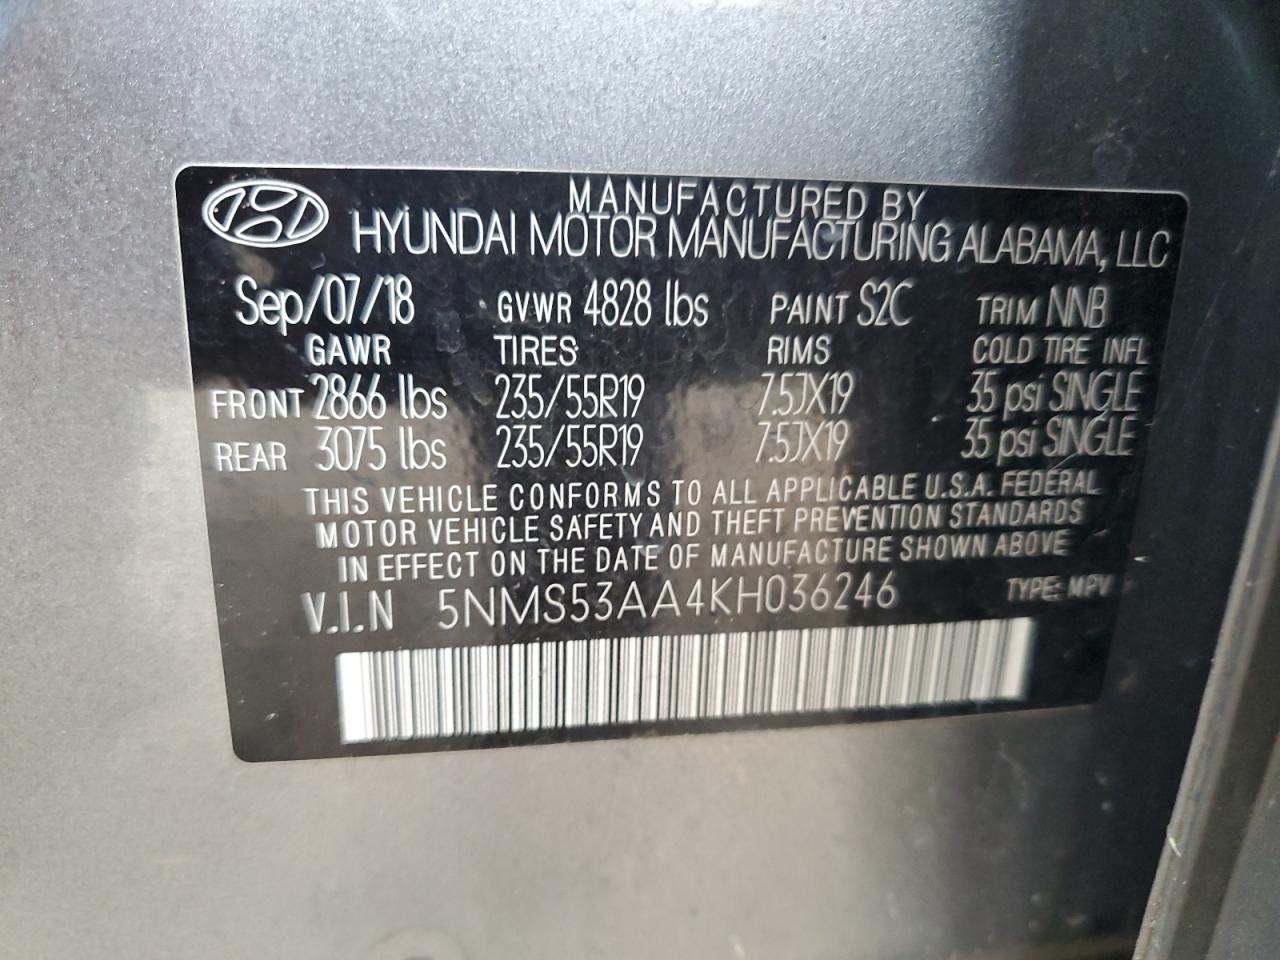 MANUFACTURED BY
HYUNDAI MOTOR MANUFACTURING ALABAMA, LLC
Sep/07/18 GVWR 4828 lbs PAINT S2C TRIM NNB
GAWR TIRES RIMS COLD TIRE INFL
FRONT 2866 lbs 235/55R19 7.5JX19 35 psi SINGLE
REAR 3075 lbs 235/55R19 7.5JX19 35 psi SINGLE
THIS VEHICLE CONFORMS TO ALL APPLICABLE U.S.A. FEDERAL
MOTOR VEHICLE SAFETY AND THEFT PREVENTION STANDARDS
IN EFFECT ON THE DATE OF MANUFACTURE SHOWN ABOVE
V.I.N 5NMS53AA4KH036246 TYPE: MPV